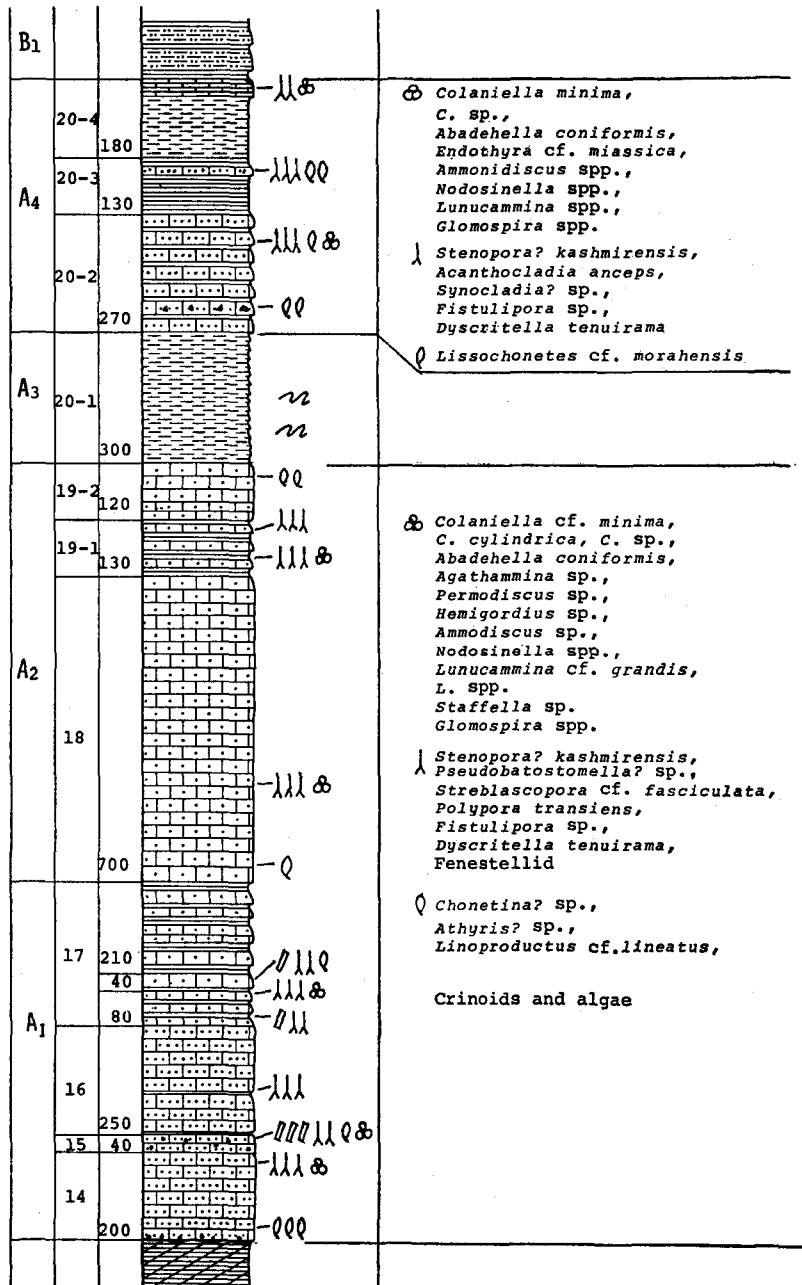 B1
A4
20-4
180
20-3
130
20-2
270
A3
20-1
300
A2
19-2
120
19-1
130
18
700
A1
17
210
40
80
16
250
15
40
14
200
Colaniella minima,
C. sp.,
Abadehella coniformis,
Endothyra cf. miassica,
Ammonidiscus spp.,
Nodosinella spp.,
Lunucammina spp.,
Glomospira spp.
Stenopora? kashmirensis,
Acanthocladia anceps,
Synocladia? sp.,
Fistulipora sp.,
Dyscritella tenuirama
Lissochonetes cf. morahensis
Colaniella cf. minima,
C. cylindrica, C. sp.,
Abadehella coniformis,
Agathammina sp.,
Permodiscus sp.,
Hemigordius sp.,
Ammodiscus sp.,
Nodosinella spp.,
Lunucammina cf. grandis,
L. spp.
Staffella sp.
Glomospira spp.
Stenopora? kashmirensis,
Pseudobatostomella? sp.,
Streblascopora cf. fasciculata,
Polypora transiens,
Fistulipora sp.,
Dyscritella tenuirama,
Fenestellid
Chonetina? sp.,
Athyris? sp.,
Linoproductus cf.lineatus,
Crinoids and algae